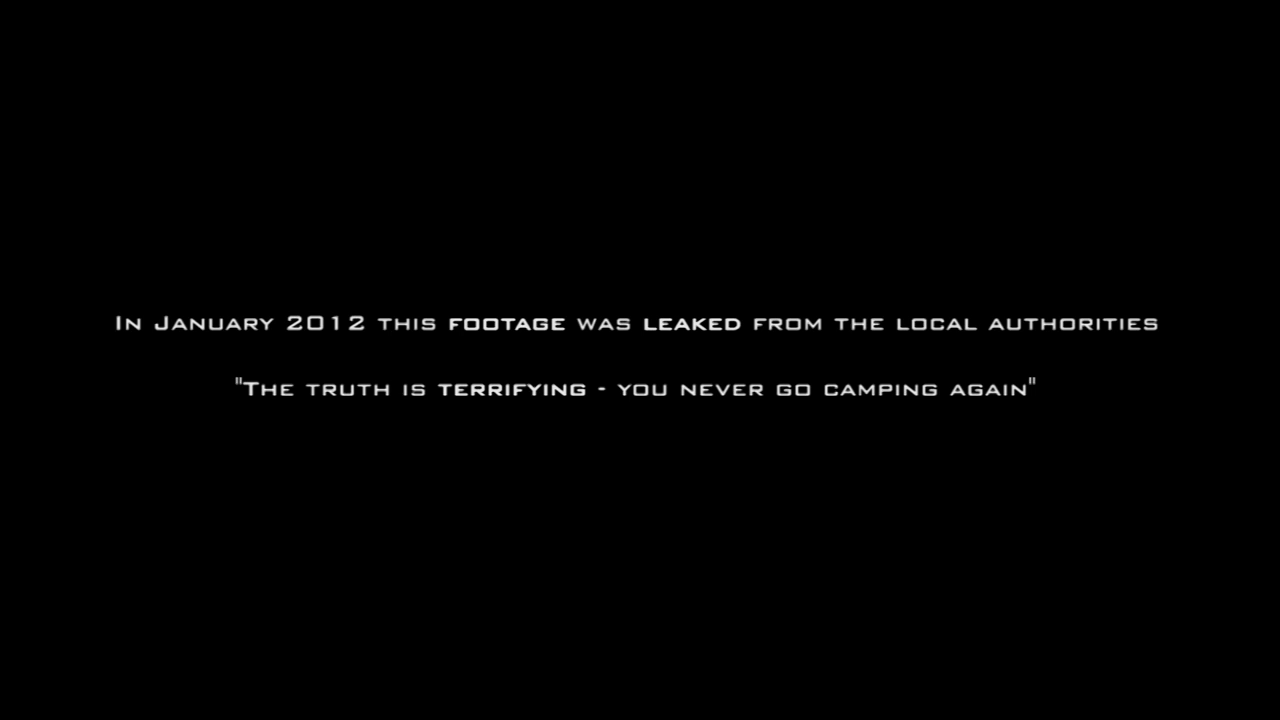 In January 2012 this footage was leaked from the local authorities
"The truth is terrifying - you never go camping again"